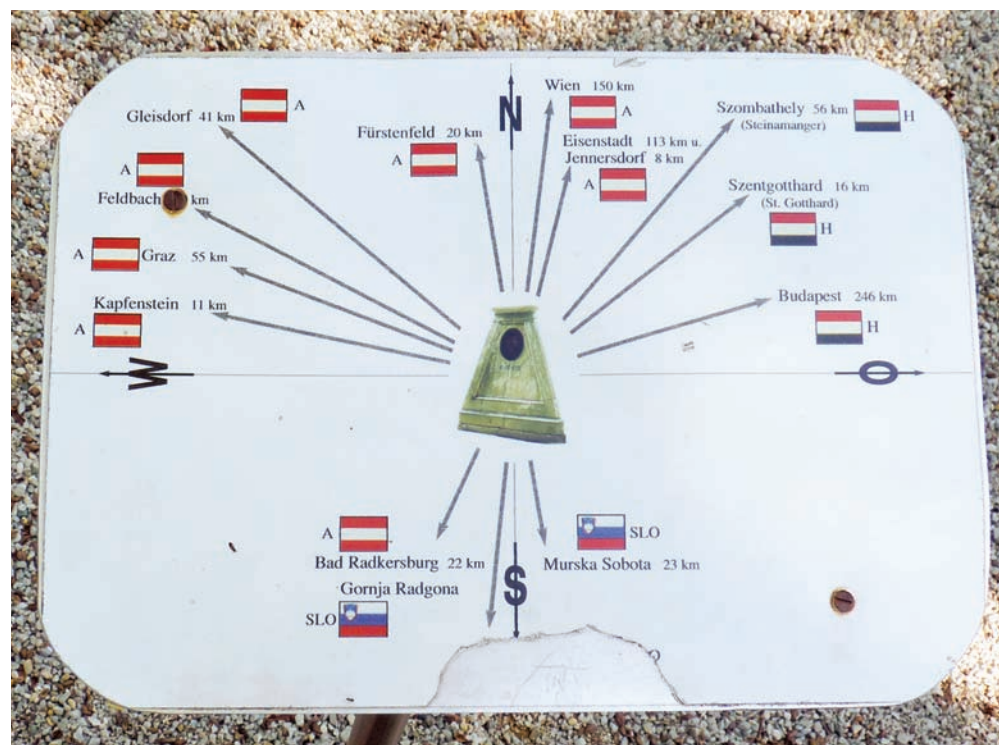 N
Wien 150 km
A
Gleisdorf 41 km
A
Fürstenfeld 20 km
A
Eisenstadt 113 km u.
Jennersdorf 8 km
A
Szombathely 56 km
(Steinamanger)
H
A
Feldbach km
Szentgotthard 16 km
(St. Gotthard)
H
A Graz 55 km
Kapfenstein 11 km
A
Budapest 246 km
H
W
O
A
Bad Radkersburg 22 km
Gornja Radgona
SLO
SLO
Murska Sobota 23 km
S